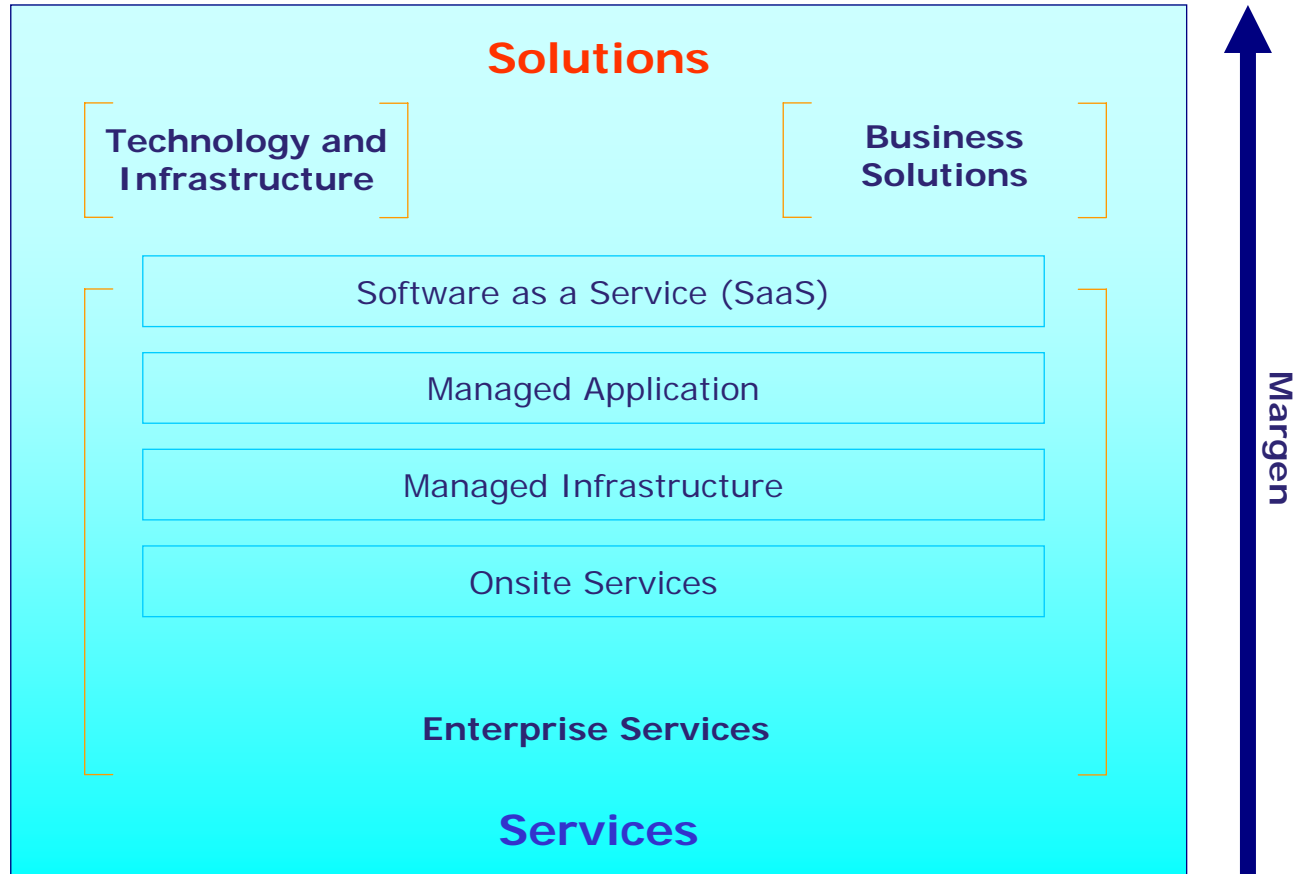 Solutions
Technology and
Infrastructure
Business
Solutions
Software as a Service (SaaS)
Managed Application
Managed Infrastructure
Onsite Services
Enterprise Services
Services
Margen